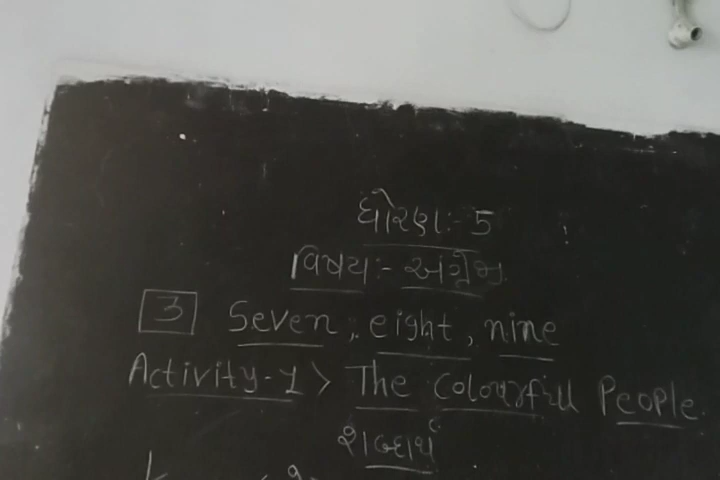 ધોરણ:- 5
વિષય:- અંગ્રેજી
3 Seven, eight, nine
Activity-1 > The Colourful People.
શબ્દાર્થ